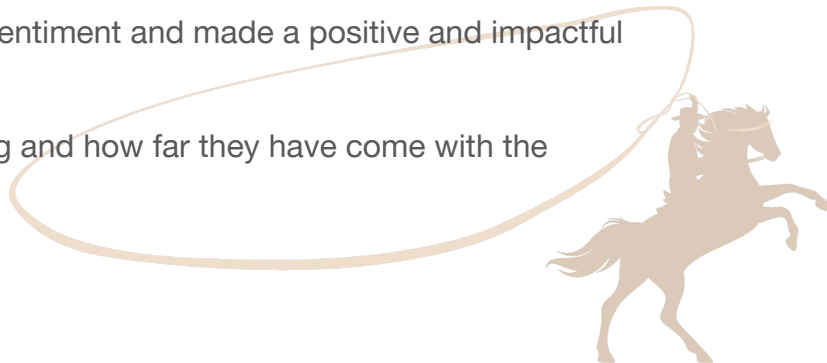 entiment and made a positive and impactful
g and how far they have come with the